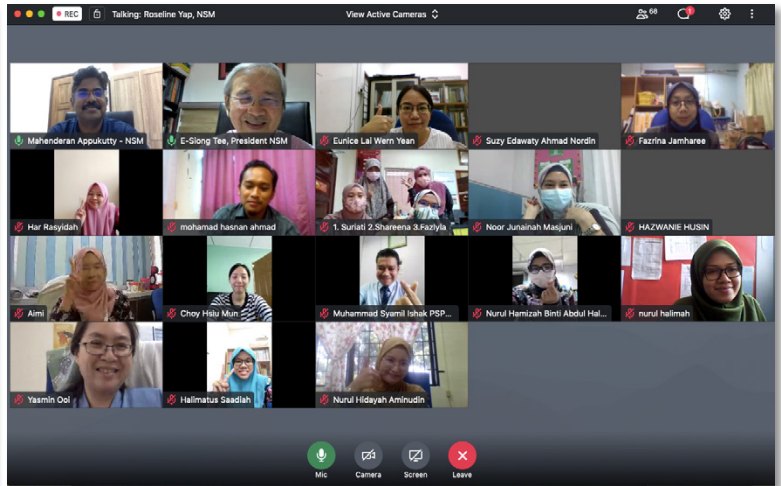 REC
Talking: Roseline Yap, NSM
View Active Cameras
68
1
Mahenderan Appukutty - NSM
E-Siong Tee, President NSM
Eunice Lai Wern Yean
Suzy Edawaty Ahmad Nordin
Fazrina Jamharee
Har Rasyidah
mohamad hasnan ahmad
1. Suriati 2.Shareena 3.Fazlyla
Noor Junainah Masjuni
HAZWANIE HUSIN
Aimi
Choy Hsiu Mun
Muhammad Syamil Ishak PSP...
Nurul Hamizah Binti Abdul Hal...
nurul halimah
Yasmin Ooi
Halimatus Saadiah
Nurul Hidayah Aminudin
Mic
Camera
Screen
Leave